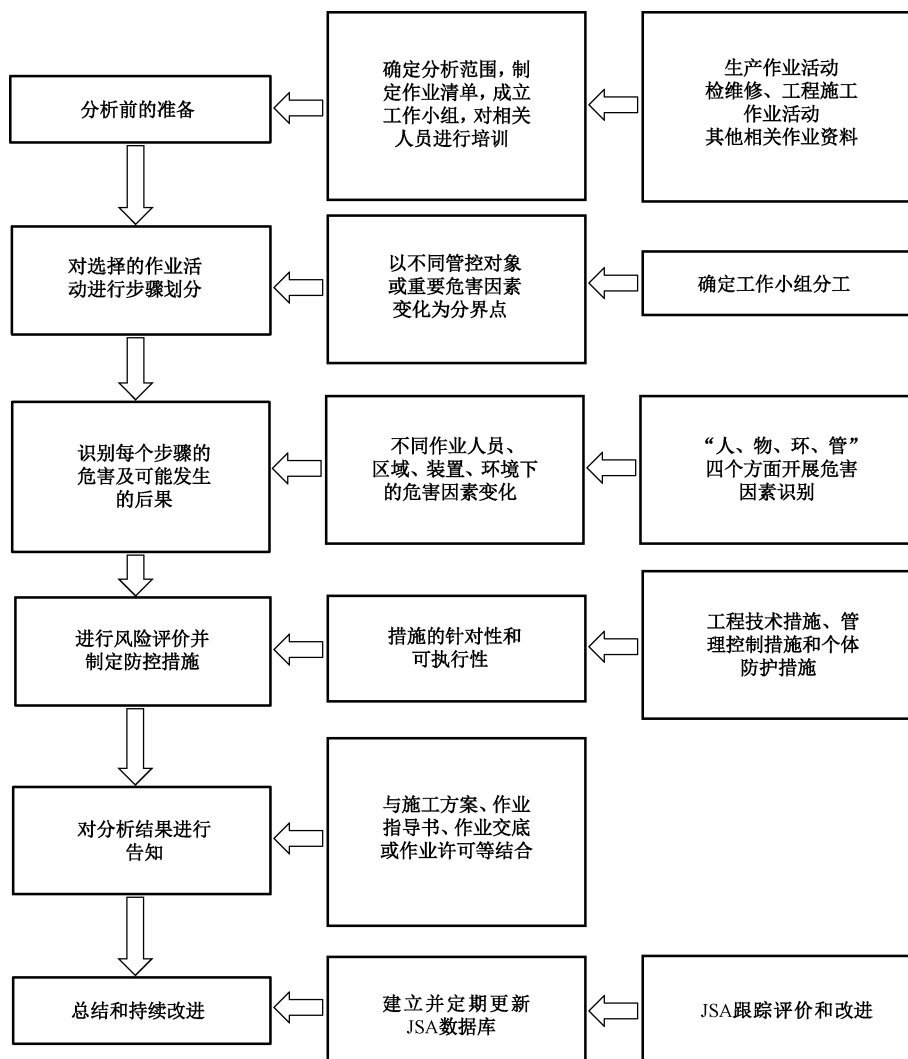 分析前的准备
确定分析范围，制
定作业清单，成立
工作小组，对相关
人员进行培训
生产作业活动
检维修、工程施工
作业活动
其他相关作业资料
对选择的作业活
动进行步骤划分
以不同管控对象
或重要危害因素
变化为分界点
确定工作小组分工
识别每个步骤的
危害及可能发生
的后果
不同作业人员、
区域、装置、环境下
的危害因素变化
“人、物、环、管”
四个方面开展危害
因素识别
进行风险评价并
制定防控措施
措施的针对性和
可执行性
工程技术措施、管
理控制措施和个体
防护措施
对分析结果进行
告知
与施工方案、作业
指导书、作业交底
或作业许可等结合
总结和持续改进
建立并定期更新
JSA数据库
JSA跟踪评价和改进